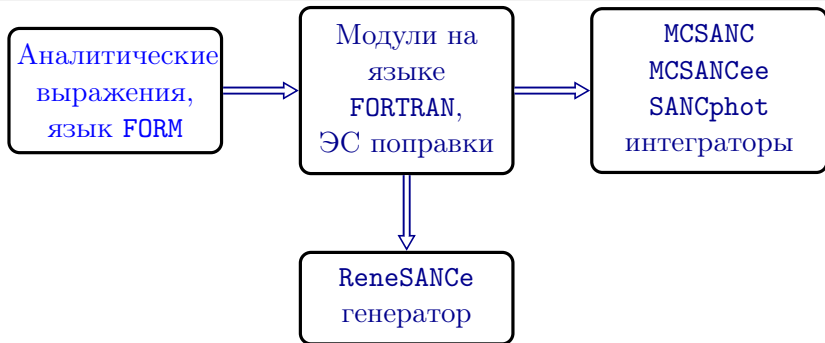 Аналитические
выражения,
язык FORM
Модули на
языке
FORTRAN,
ЭС поправки
MCSANC
MCSANCee
SANCphot
интеграторы
ReneSANCe
генератор